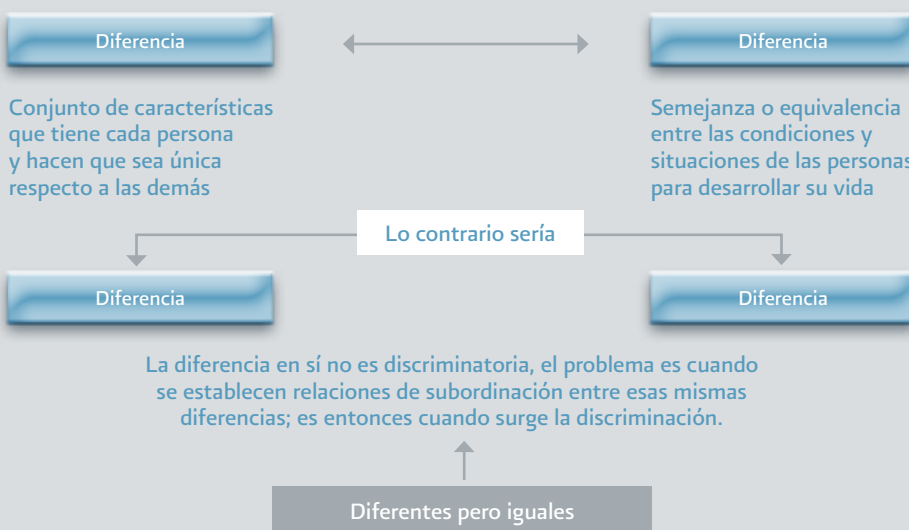 Diferencia
Diferencia
Conjunto de características
que tiene cada persona
y hacen que sea única
respecto a las demás
Semejanza o equivalencia
entre las condiciones y
situaciones de las personas
para desarrollar su vida
Lo contrario sería
Diferencia
Diferencia
La diferencia en sí no es discriminatoria, el problema es cuando
se establecen relaciones de subordinación entre esas mismas
diferencias; es entonces cuando surge la discriminación.
Diferentes pero iguales